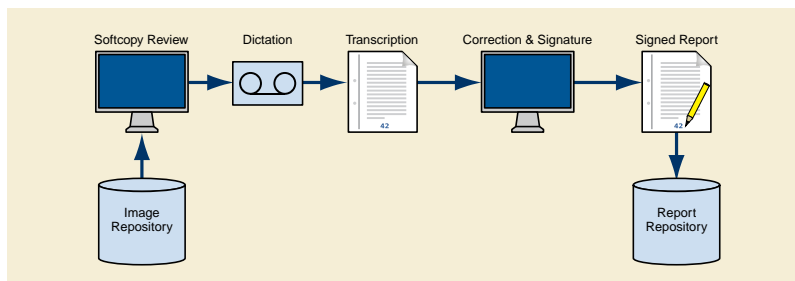 Softcopy Review
Dictation
Transcription
Correction & Signature
Signed Report
42
42
Image
Repository
Report
Repository